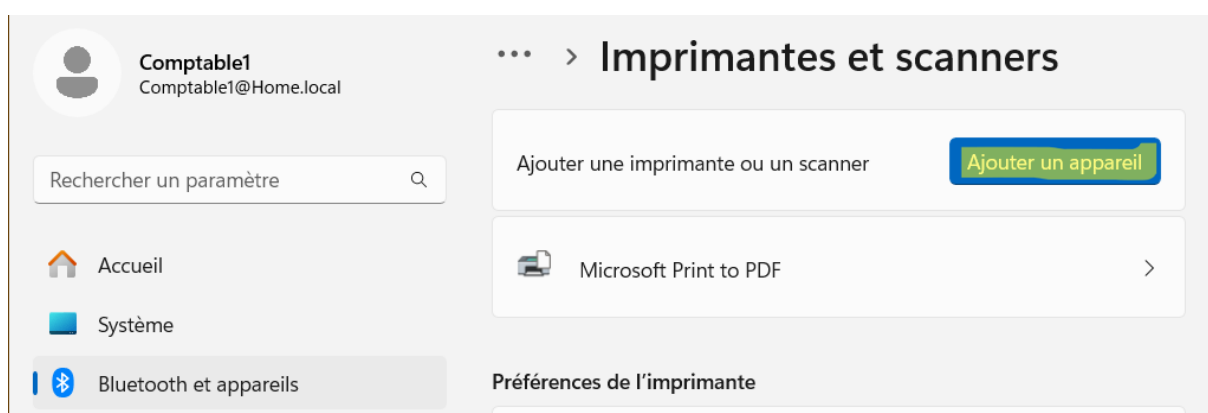 Comptable1
Comptable1@Home.local
Rechercher un paramètre
Accueil
Système
Bluetooth et appareils
... > Imprimantes et scanners
Ajouter une imprimante ou un scanner
Ajouter un appareil
Microsoft Print to PDF
Préférences de l’imprimante